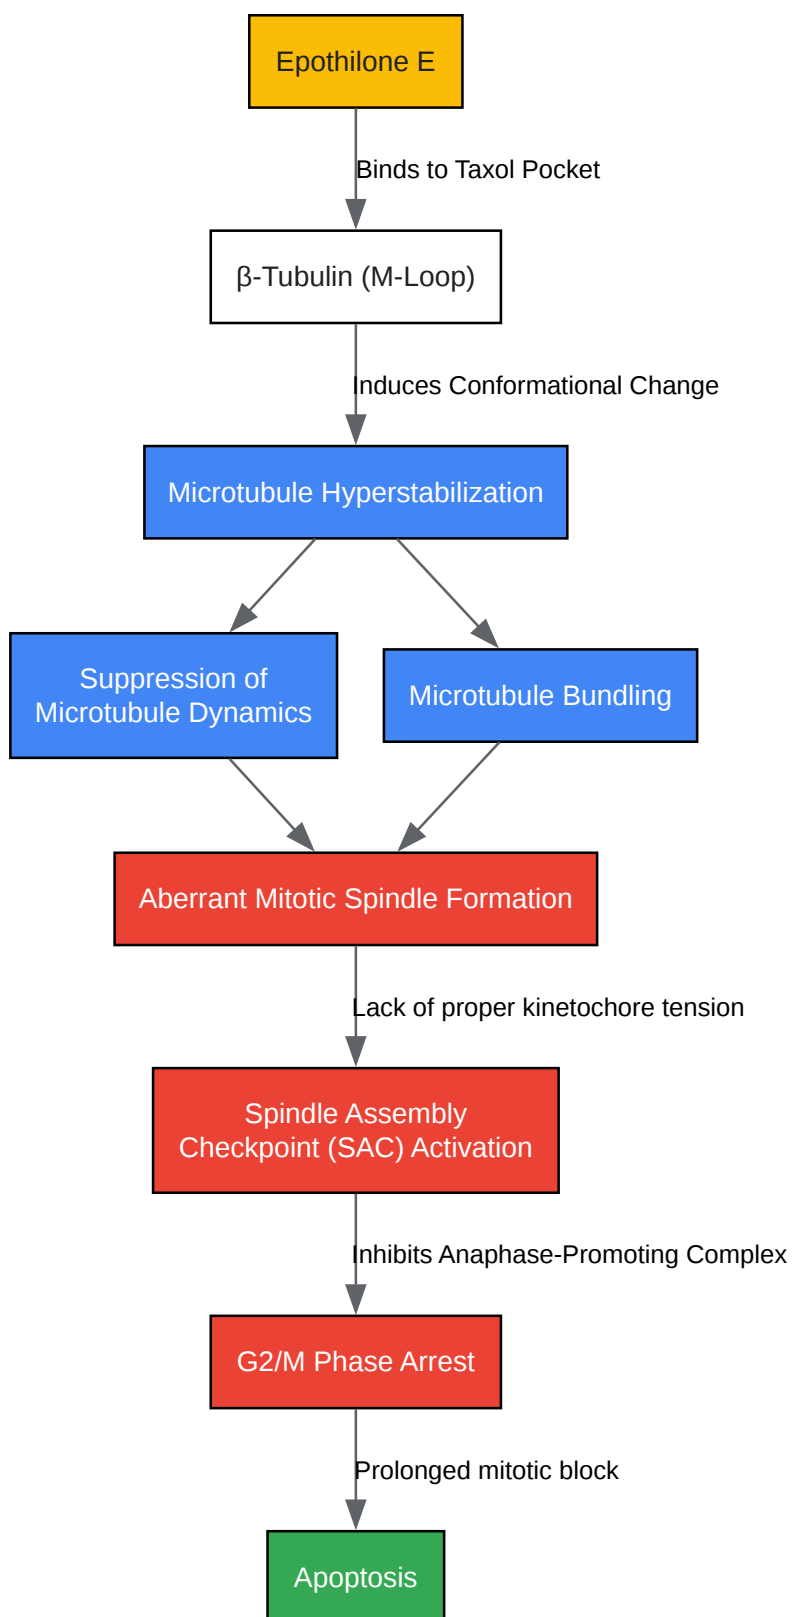 Epothilone E
Binds to Taxol Pocket
β-Tubulin (M-Loop)
Induces Conformational Change
Microtubule Hyperstabilization
Suppression of
Microtubule Dynamics
Microtubule Bundling
Aberrant Mitotic Spindle Formation
Lack of proper kinetochore tension
Spindle Assembly
Checkpoint (SAC) Activation
Inhibits Anaphase-Promoting Complex
G2/M Phase Arrest
Prolonged mitotic block
Apoptosis